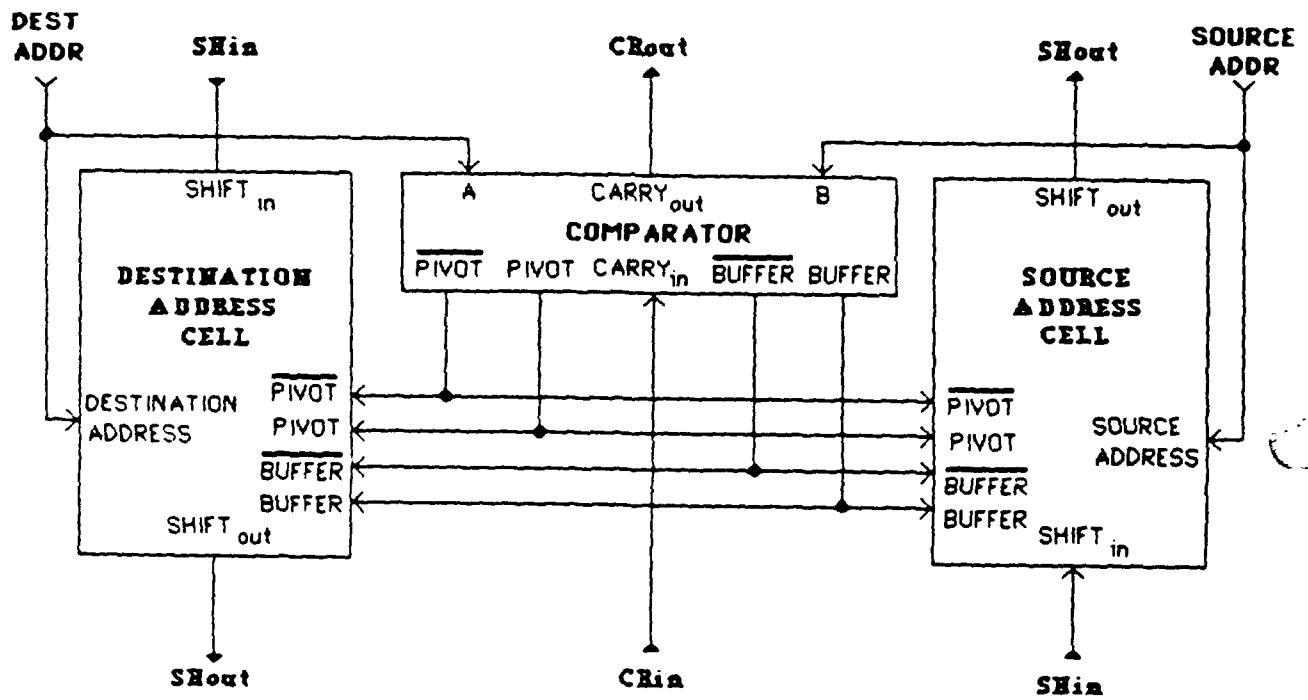 DEST
ADDR
SHin
CRout
SHout
SOURCE
ADDR
SHIFT in
A
CARRY out
B
COMPARATOR
PIVOT
PIVOT
CARRY in
BUFFER
BUFFER
SHIFT out
DESTINATION
ADDRESS
CELL
SOURCE
ADDRESS
CELL
DESTINATION
ADDRESS
PIVOT
PIVOT
BUFFER
BUFFER
SHIFT out
PIVOT
PIVOT
BUFFER
BUFFER
SOURCE
ADDRESS
SHIFT in
SHout
CRin
SHin